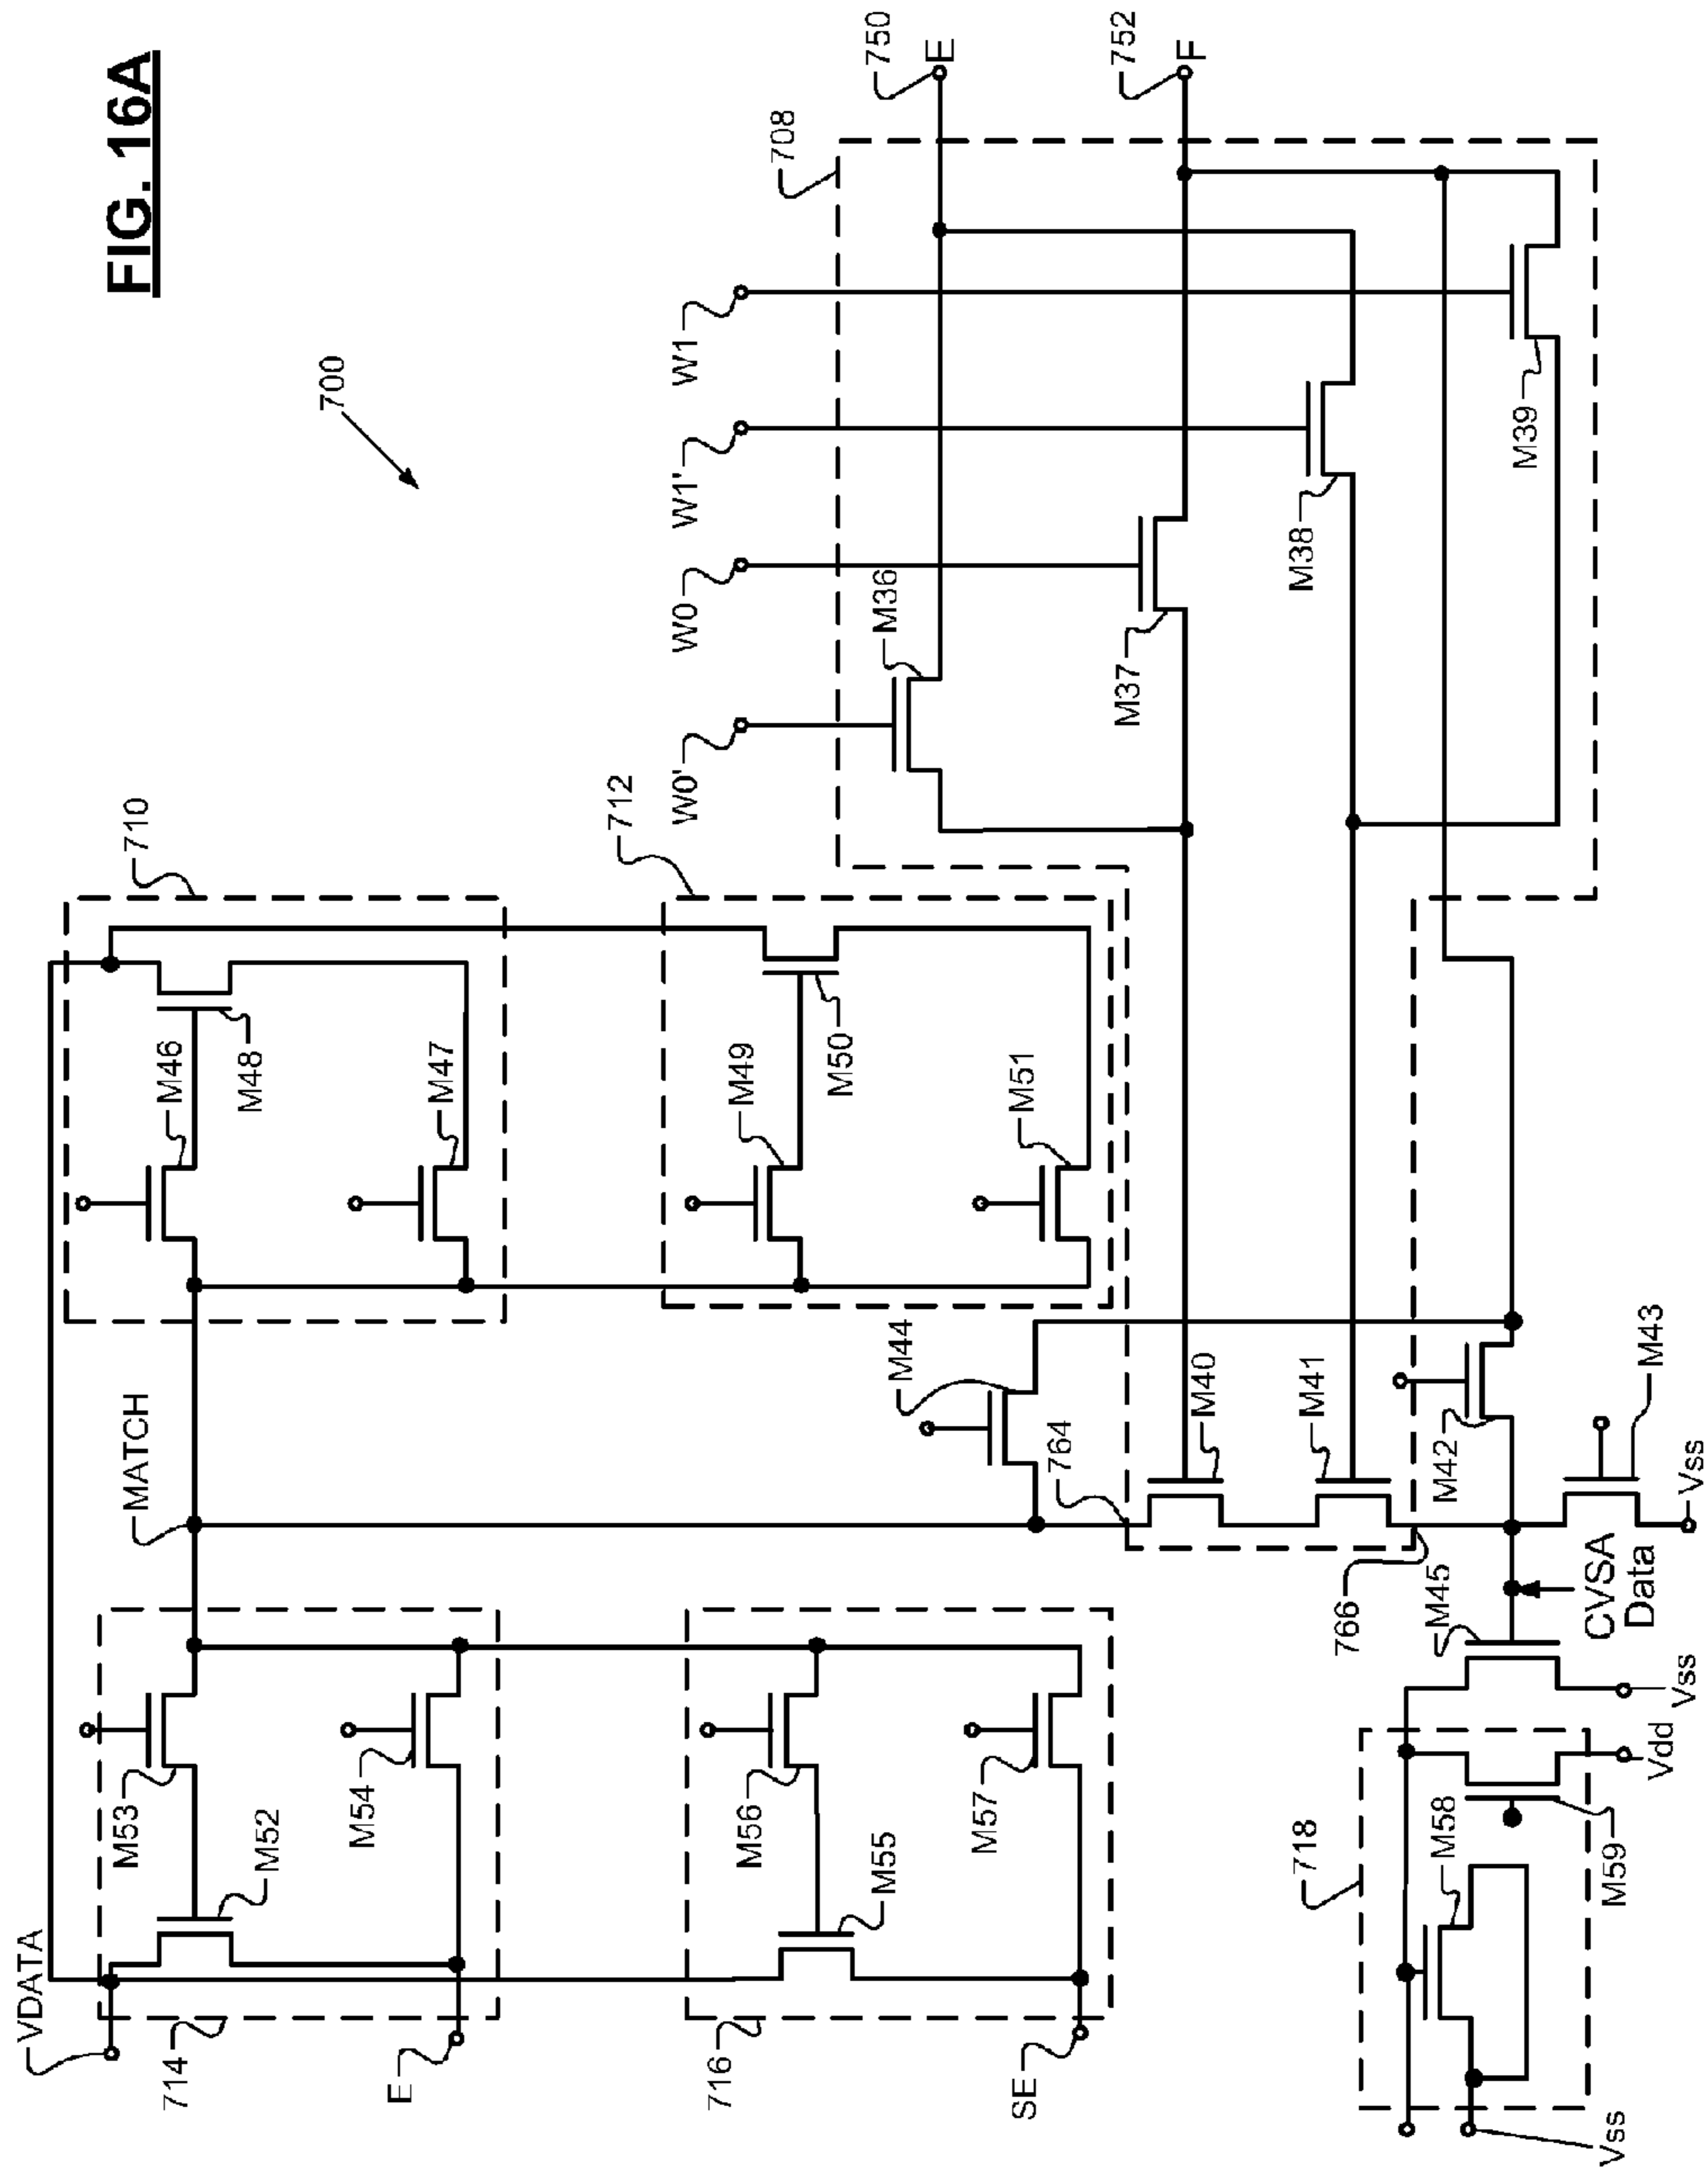 FIG. 16A
700
VDATA
714
E
716
SE
M53
M52
M54
M56
M55
M57
MATCH
710
M46
M48
M47
712
M49
M50
M51
M44
764
M40
M41
766
M42
M43
Vss
CVSA
Data
M45
Vss
Vdd
718
M58
M59
Vss
W0'
W0
W1'
W1
708
M36
M37
M38
M39
750
E
752
F